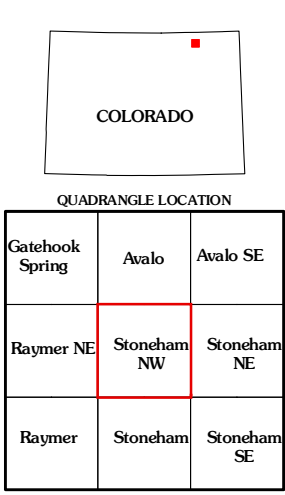 COLORADO
QUADRANGLE LOCATION
Gatehook
Spring
Avalo
Avalo SE
Raymer NE
Stoneham
NW
Stoneham
NE
Raymer
Stoneham
Stoneham
SE